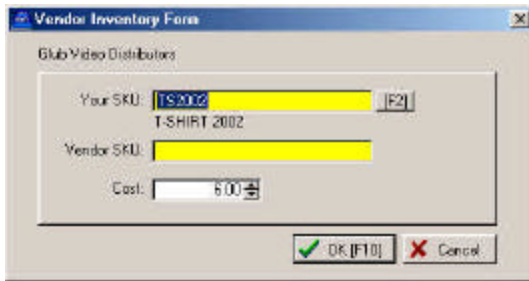 Vendor Inventory Form
Glub Video Distributors
Your SKU: TS2002 [F2]
T-SHIRT 2002
Vendor SKU:
Cost: 6.00
OK [F10] Cancel